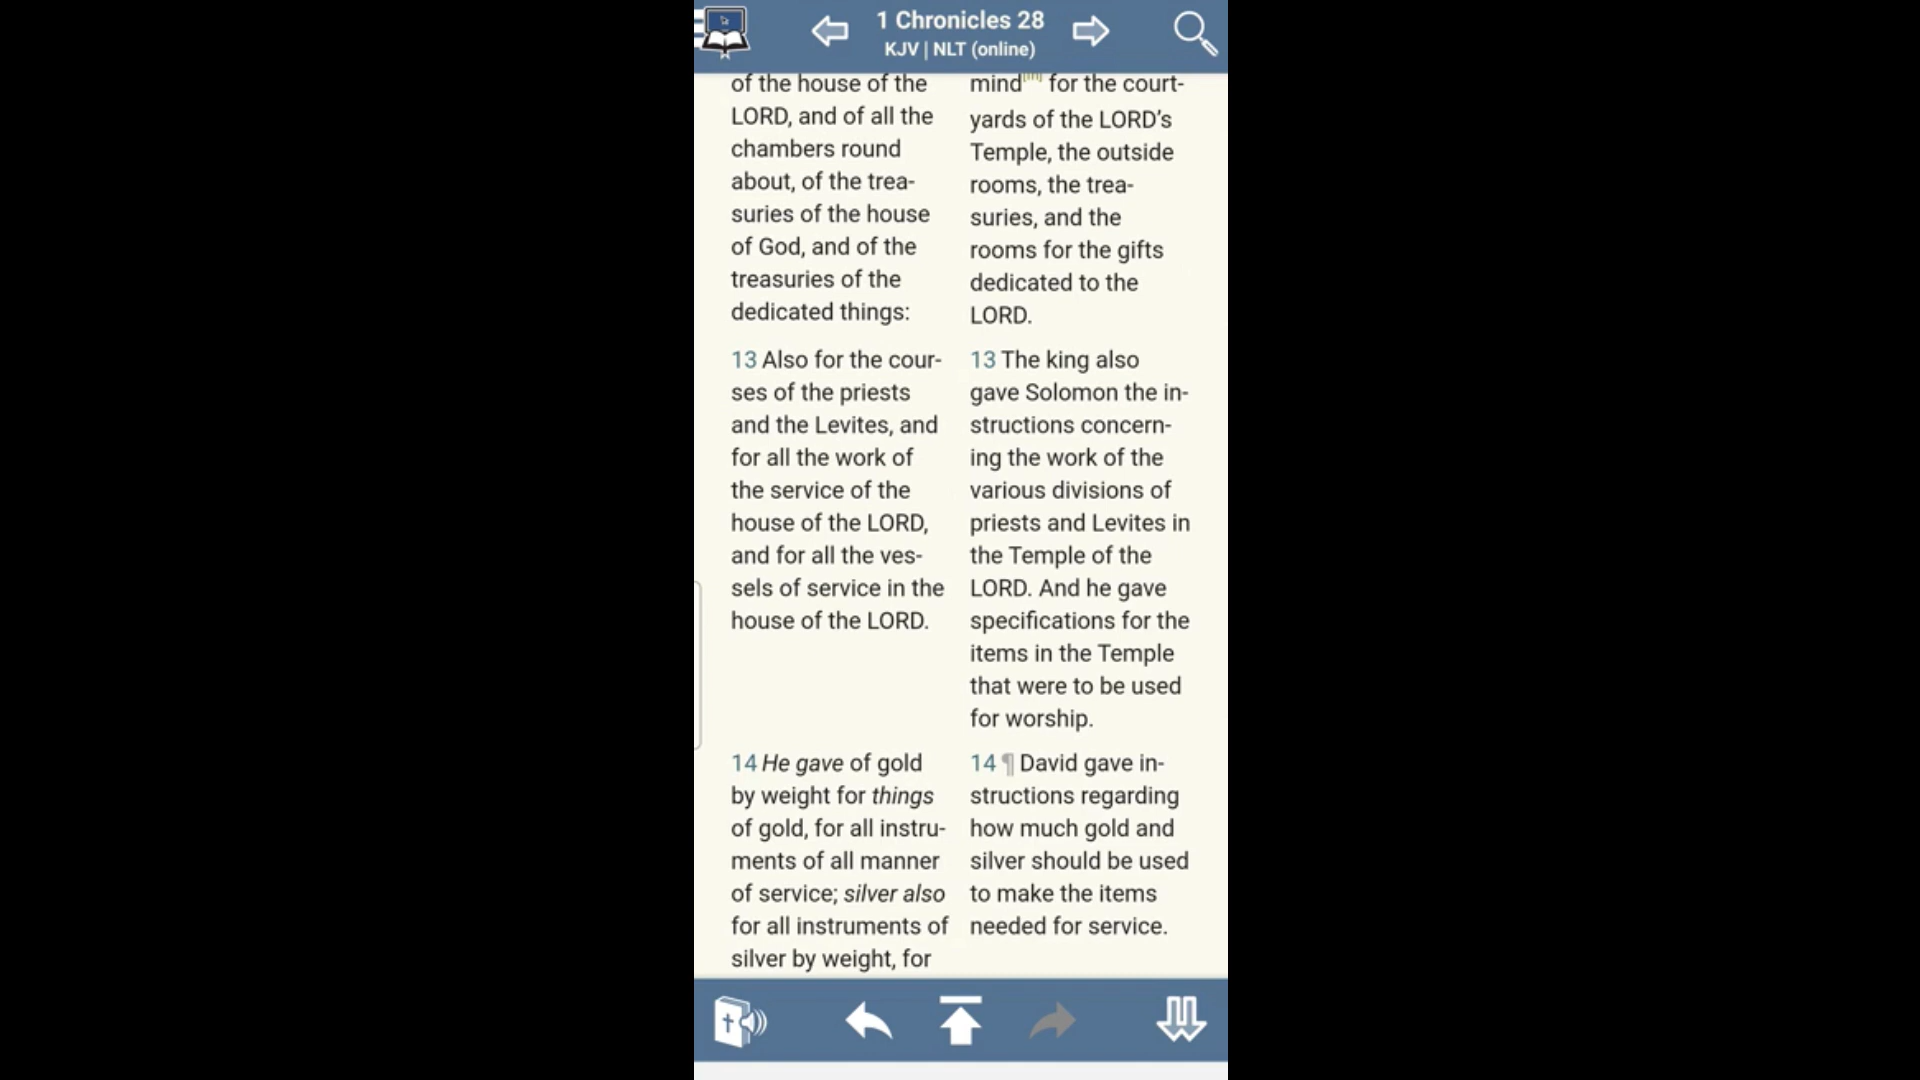 1 Chronicles 28
KJV | NLT (online)
of the house of the
LORD, and of all the
chambers round
about, of the trea-
suries of the house
of God, and of the
treasuries of the
dedicated things:
13 Also for the cour-
ses of the priests
and the Levites, and
for all the work of
the service of the
house of the LORD,
and for all the ves-
sels of service in the
house of the LORD.
14 He gave of gold
by weight for things
of gold, for all instru-
ments of all manner
of service; silver also
for all instruments of
silver by weight, for
mind for the court-
yards of the LORD’s
Temple, the outside
rooms, the trea-
suries, and the
rooms for the gifts
dedicated to the
LORD.
13 The king also
gave Solomon the in-
structions concern-
ing the work of the
various divisions of
priests and Levites in
the Temple of the
LORD. And he gave
specifications for the
items in the Temple
that were to be used
for worship.
14 ¶ David gave in-
structions regarding
how much gold and
silver should be used
to make the items
needed for service.